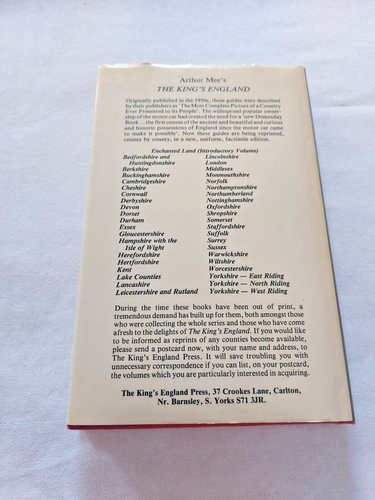 Arthur Mee's
THE KING'S ENGLAND
Originally published in the 1930s, these guides were described
by their publishers as 'The Most Complete Picture of a Country
Ever Presented to its People'. The widespread popular owner-
ship of the motor car had created the need for a 'new Domesday
Book ... the first census of the ancient and beautiful and curious
and historic possessions of England since the motor car came
to make it possible'. Now these guides are being reprinted,
county by county, in a new, uniform, facsimile edition.
Enchanted Land (Introductory Volume)
Bedfordshire and Lincolnshire
Huntingdonshire London
Berkshire Middlesex
Buckinghamshire Monmouthshire
Cambridgeshire Norfolk
Cheshire Northamptonshire
Cornwall Northumberland
Derbyshire Nottinghamshire
Devon Oxfordshire
Dorset Shropshire
Durham Somerset
Essex Staffordshire
Gloucestershire Suffolk
Hampshire with the Surrey
Isle of Wight Sussex
Herefordshire Warwickshire
Hertfordshire Wiltshire
Kent Worcestershire
Lake Counties Yorkshire — East Riding
Lancashire Yorkshire — North Riding
Leicestershire and Rutland Yorkshire — West Riding
During the time these books have been out of print, a
tremendous demand has built up for them, both amongst those
who were collecting the whole series and those who have come
afresh to the delights of The King's England. If you would like
to be informed as reprints of any counties become available,
please send a postcard now, with your name and address, to
The King's England Press. It will save troubling you with
unnecessary correspondence if you can list, on your postcard,
the volumes which you are particularly interested in acquiring.
The King's England Press, 37 Crookes Lane, Carlton,
Nr. Barnsley, S. Yorks S71 3JR.